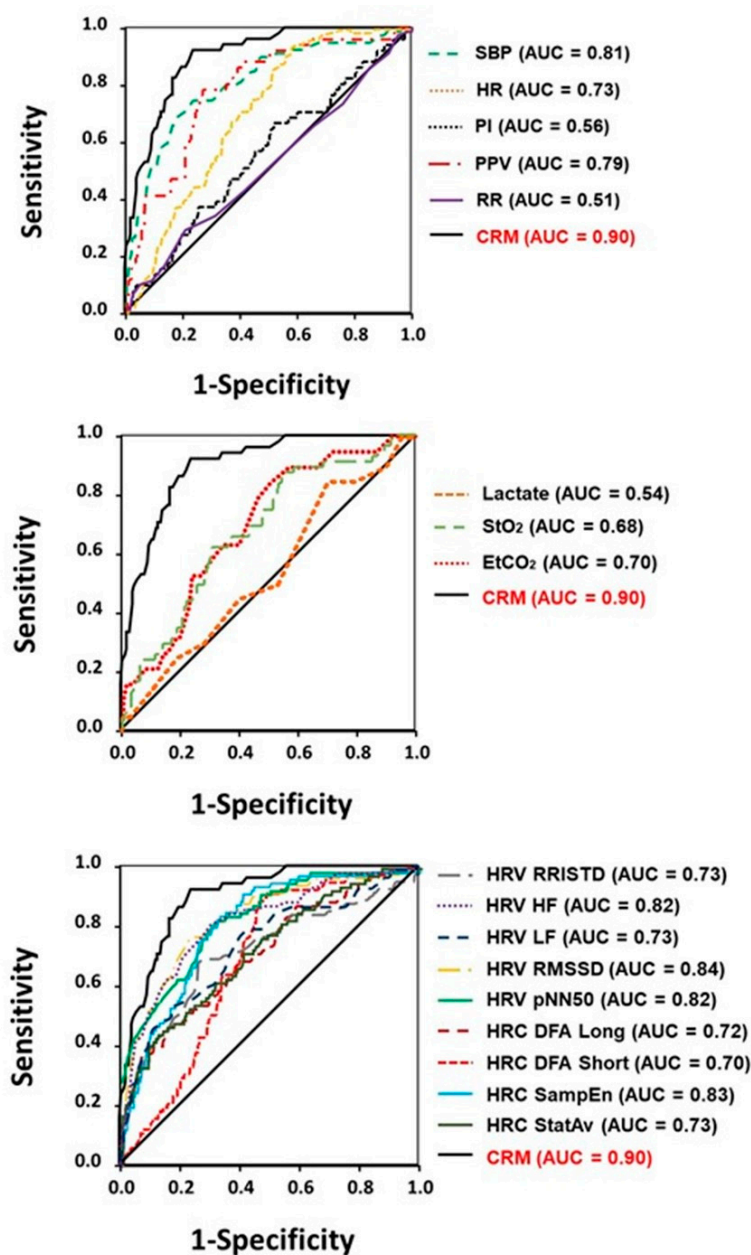 1.0
0.8
0.6
0.4
0.2
0.0
Sensitivity
0.0 0.2 0.4 0.6 0.8 1.0
1-Specificity
SBP (AUC = 0.81)
HR (AUC = 0.73)
PI (AUC = 0.56)
PPV (AUC = 0.79)
RR (AUC = 0.51)
CRM (AUC = 0.90)
1.0
0.8
0.6
0.4
0.2
0.0
Sensitivity
0.0 0.2 0.4 0.6 0.8 1.0
1-Specificity
Lactate (AUC = 0.54)
StO₂ (AUC = 0.68)
EtCO₂ (AUC = 0.70)
CRM (AUC = 0.90)
1.0
0.8
0.6
0.4
0.2
0.0
Sensitivity
0.0 0.2 0.4 0.6 0.8 1.0
1-Specificity
HRV RRISTD (AUC = 0.73)
HRV HF (AUC = 0.82)
HRV LF (AUC = 0.73)
HRV RMSSD (AUC = 0.84)
HRV pNN50 (AUC = 0.82)
HRC DFA Long (AUC = 0.72)
HRC DFA Short (AUC = 0.70)
HRC SampEn (AUC = 0.83)
HRC StatAv (AUC = 0.73)
CRM (AUC = 0.90)